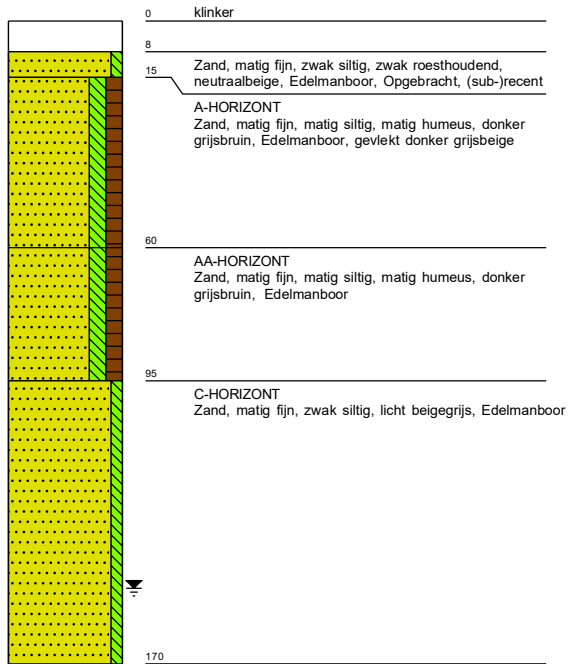 0 klinker
8
Zand, matig fijn, zwak siltig, zwak roesthoudend,
15 neutraalbeige, Edelmanboor, Opgebracht, (sub-)recent
A-HORIZONT
Zand, matig fijn, matig siltig, matig humeus, donker
grijsbruin, Edelmanboor, gevlekt donker grijsbeige
60
AA-HORIZONT
Zand, matig fijn, matig siltig, matig humeus, donker
grijsbruin, Edelmanboor
95
C-HORIZONT
Zand, matig fijn, zwak siltig, licht beigegrijs, Edelmanboor
170